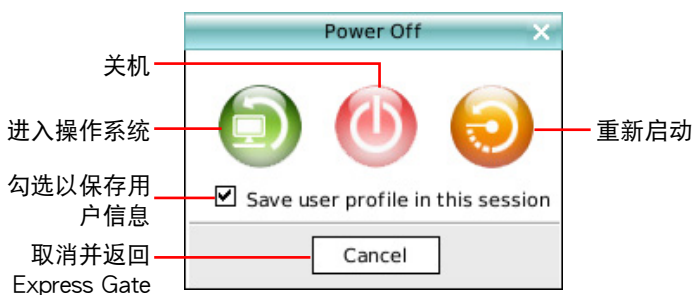 Power Off
关机
进入操作系统
重新启动
勾选以保存用
户信息
Save user profile in this session
取消并返回
Express Gate
Cancel